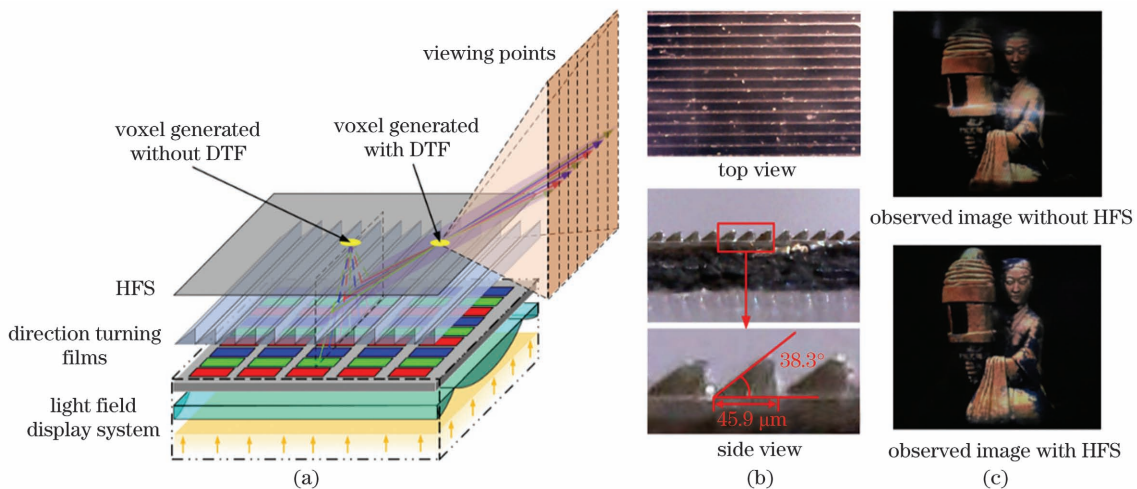 viewing points
voxel generated
without DTF
voxel generated
with DTF
HFS
direction turning
films
light field
display system
(a)
top view
38.3°
45.9 μm
side view
(b)
observed image without HFS
observed image with HFS
(c)